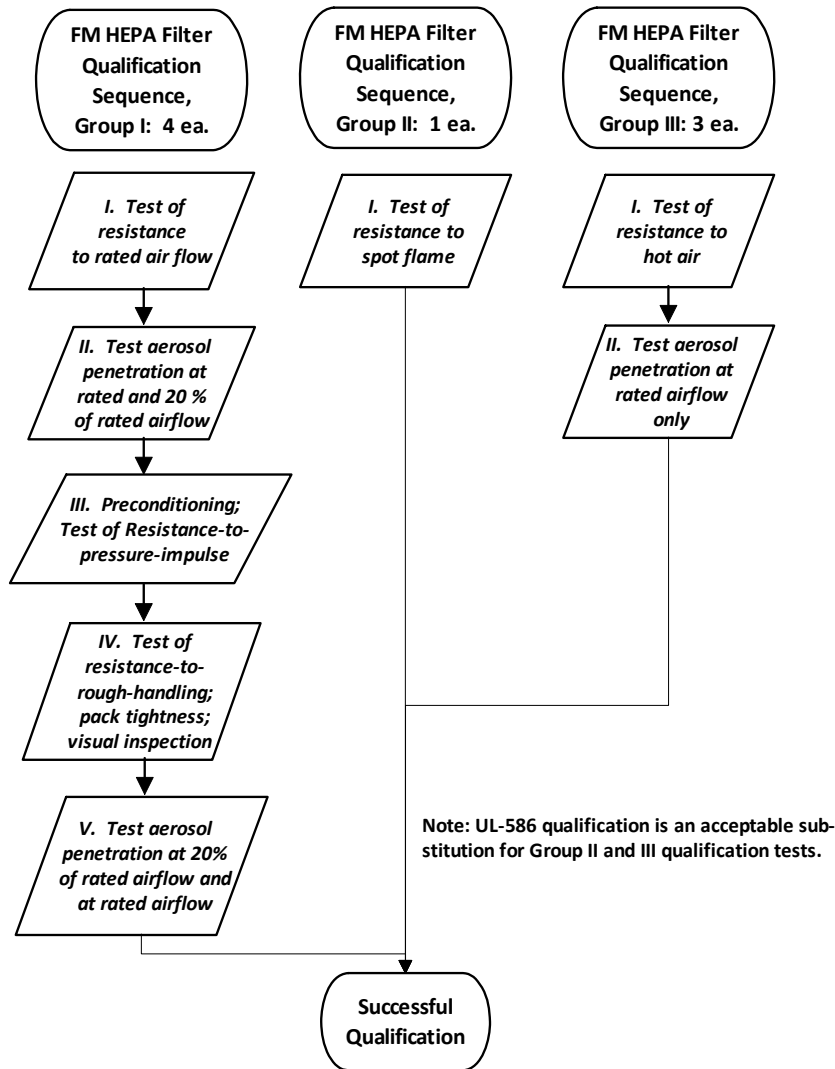 FM HEPA Filter
Qualification
Sequence,
Group I:  4 ea.
I.  Test of
resistance
to rated air flow
II.  Test aerosol
penetration at
rated and 20 %
of rated airflow
III.  Preconditioning;
Test of Resistance-to-
pressure-impulse
IV.  Test of
resistance-to-
rough-handling;
pack tightness;
visual inspection
V.  Test aerosol
penetration at 20%
of rated airflow and
at rated airflow
FM HEPA Filter
Qualification
Sequence,
Group II:  1 ea.
I.  Test of
resistance to
spot flame
FM HEPA Filter
Qualification
Sequence,
Group III: 3 ea.
I.  Test of
resistance to
hot air
II.  Test aerosol
penetration at
rated airflow
only
Note: UL-586 qualification is an acceptable sub-
stitution for Group II and III qualification tests.
Successful
Qualification